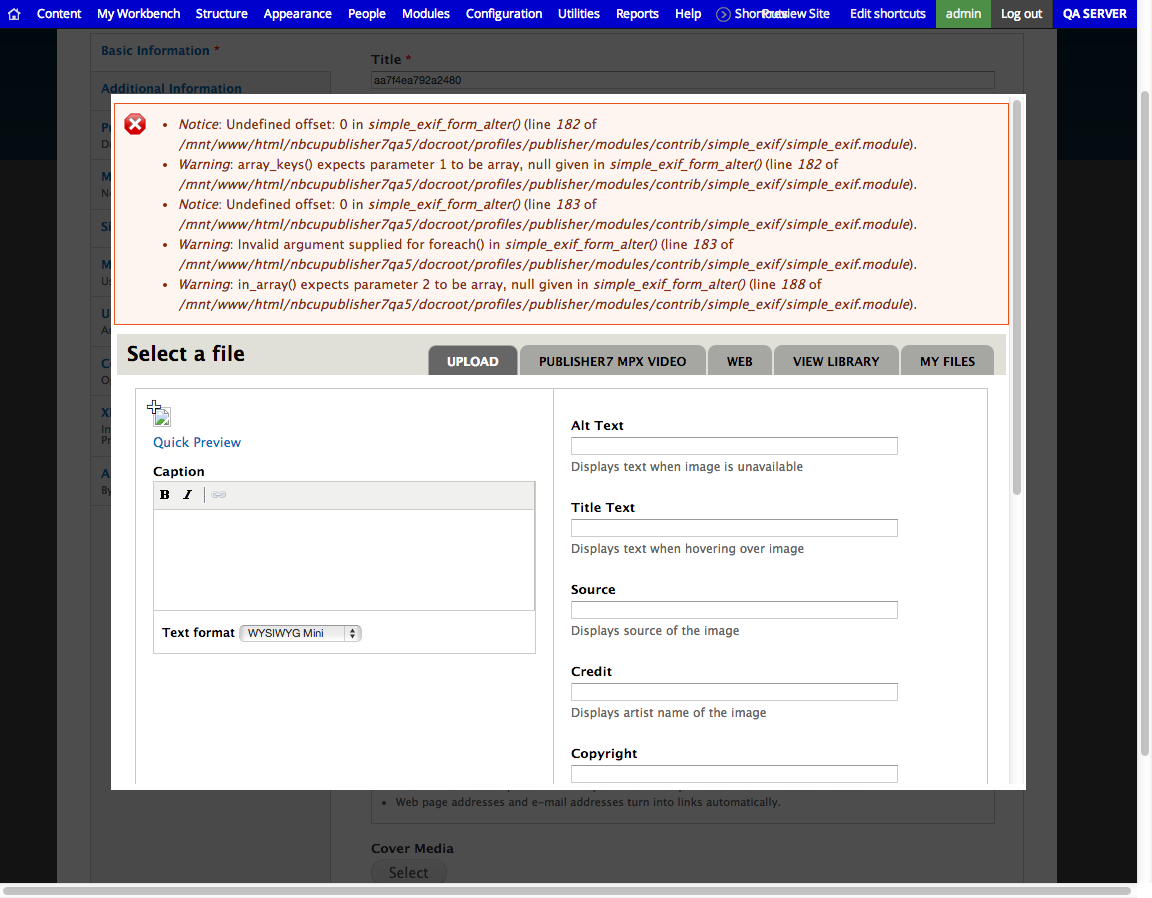 Content My Workbench Structure Appearance People Modules Configuration Utilities Reports Help Shortcuts Preview Site Edit shortcuts admin Log out QA SERVER
Basic Information *
Additional Information
Title *
aa7f4ea792a2480
Notice: Undefined offset: 0 in simple_exif_form_alter() (line 182 of
/mnt/www/html/nbcupublisher7qa5/docroot/profiles/publisher/modules/contrib/simple_exif/simple_exif.module).
Warning: array_keys() expects parameter 1 to be array, null given in simple_exif_form_alter() (line 182 of
/mnt/www/html/nbcupublisher7qa5/docroot/profiles/publisher/modules/contrib/simple_exif/simple_exif.module).
Notice: Undefined offset: 0 in simple_exif_form_alter() (line 183 of
/mnt/www/html/nbcupublisher7qa5/docroot/profiles/publisher/modules/contrib/simple_exif/simple_exif.module).
Warning: Invalid argument supplied for foreach() in simple_exif_form_alter() (line 183 of
/mnt/www/html/nbcupublisher7qa5/docroot/profiles/publisher/modules/contrib/simple_exif/simple_exif.module).
Warning: in_array() expects parameter 2 to be array, null given in simple_exif_form_alter() (line 188 of
/mnt/www/html/nbcupublisher7qa5/docroot/profiles/publisher/modules/contrib/simple_exif/simple_exif.module).
Select a file
UPLOAD PUBLISHER7 MPX VIDEO WEB VIEW LIBRARY MY FILES
Quick Preview
Caption
B I
Text format WYSIWYG Mini
Alt Text
Displays text when image is unavailable
Title Text
Displays text when hovering over image
Source
Displays source of the image
Credit
Displays artist name of the image
Copyright
Web page addresses and e-mail addresses turn into links automatically.
Cover Media
Select